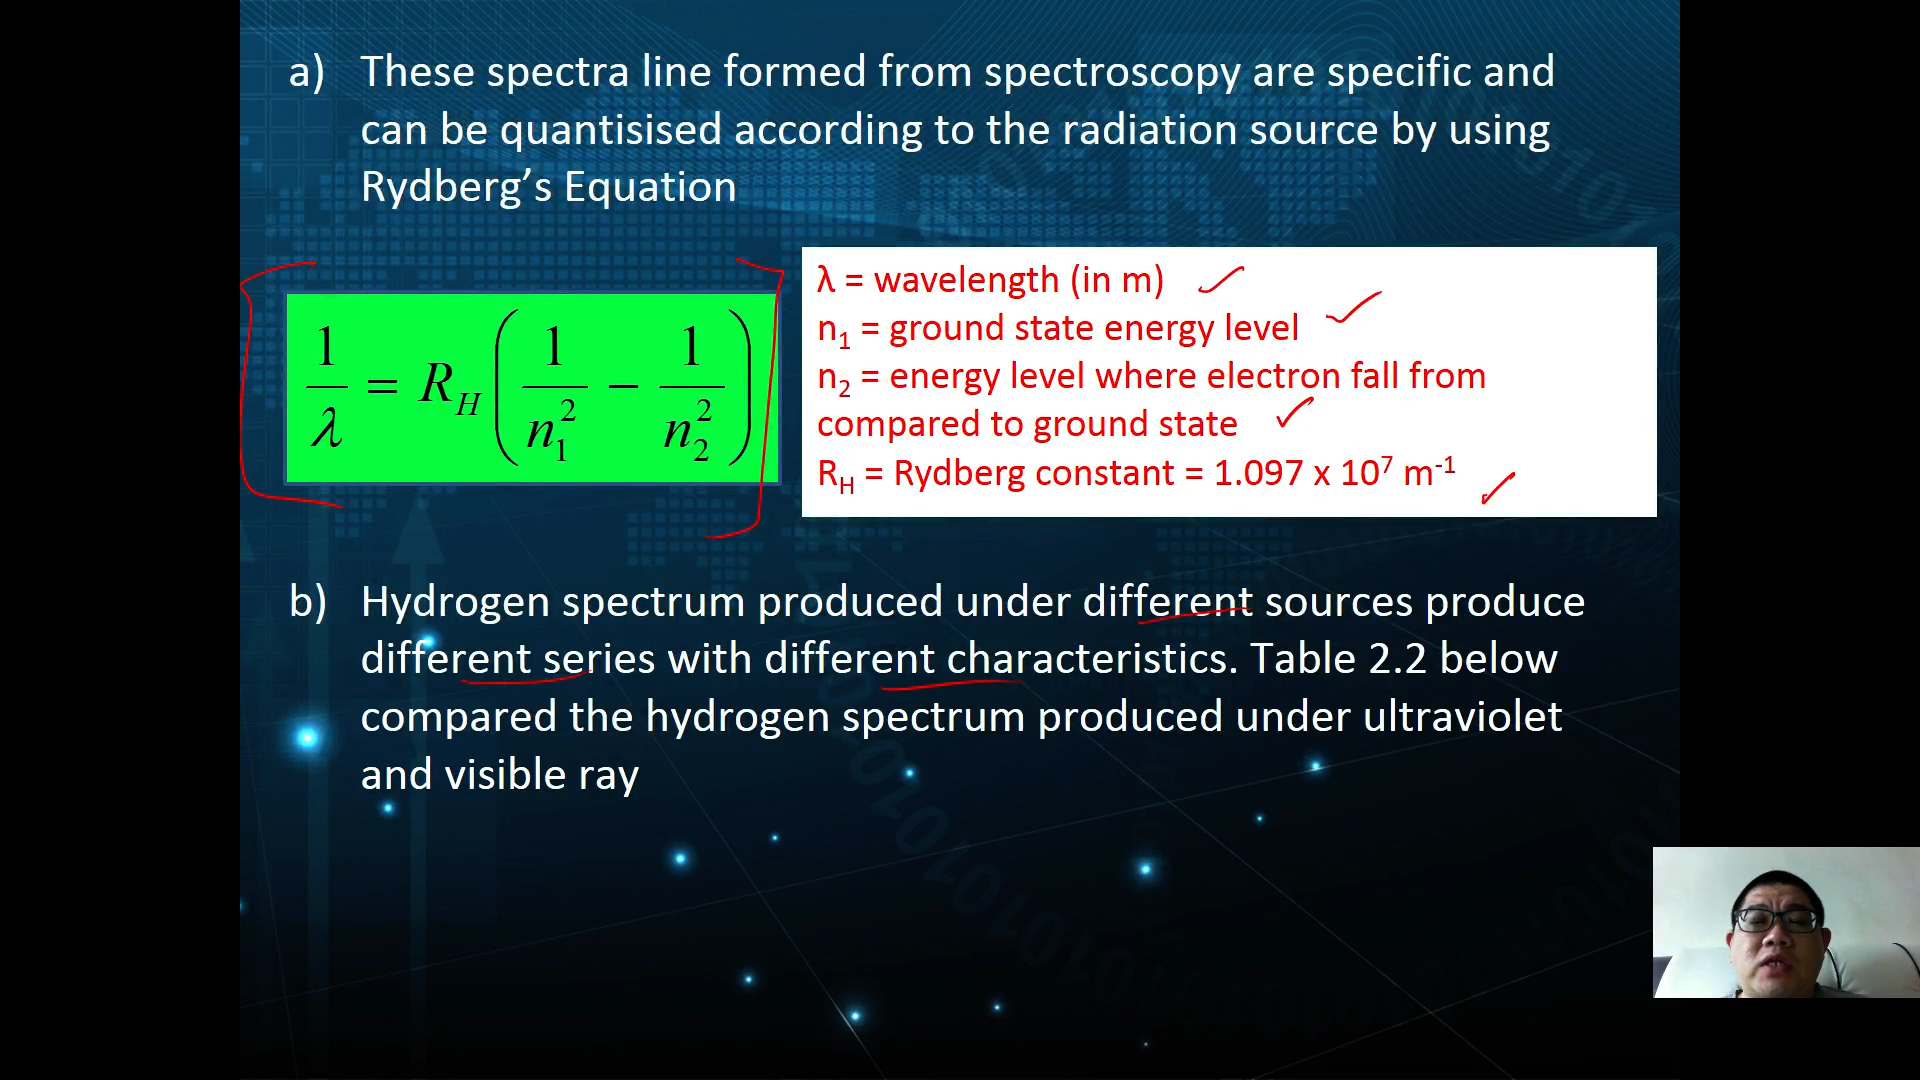 a) These spectra line formed from spectroscopy are specific and
can be quantisised according to the radiation source by using
Rydberg’s Equation
1/λ = R_H (1/n₁² − 1/n₂²)
λ = wavelength (in m)
n₁ = ground state energy level
n₂ = energy level where electron fall from
compared to ground state
R_H = Rydberg constant = 1.097 x 10⁷ m⁻¹
b) Hydrogen spectrum produced under different sources produce
different series with different characteristics. Table 2.2 below
compared the hydrogen spectrum produced under ultraviolet
and visible ray